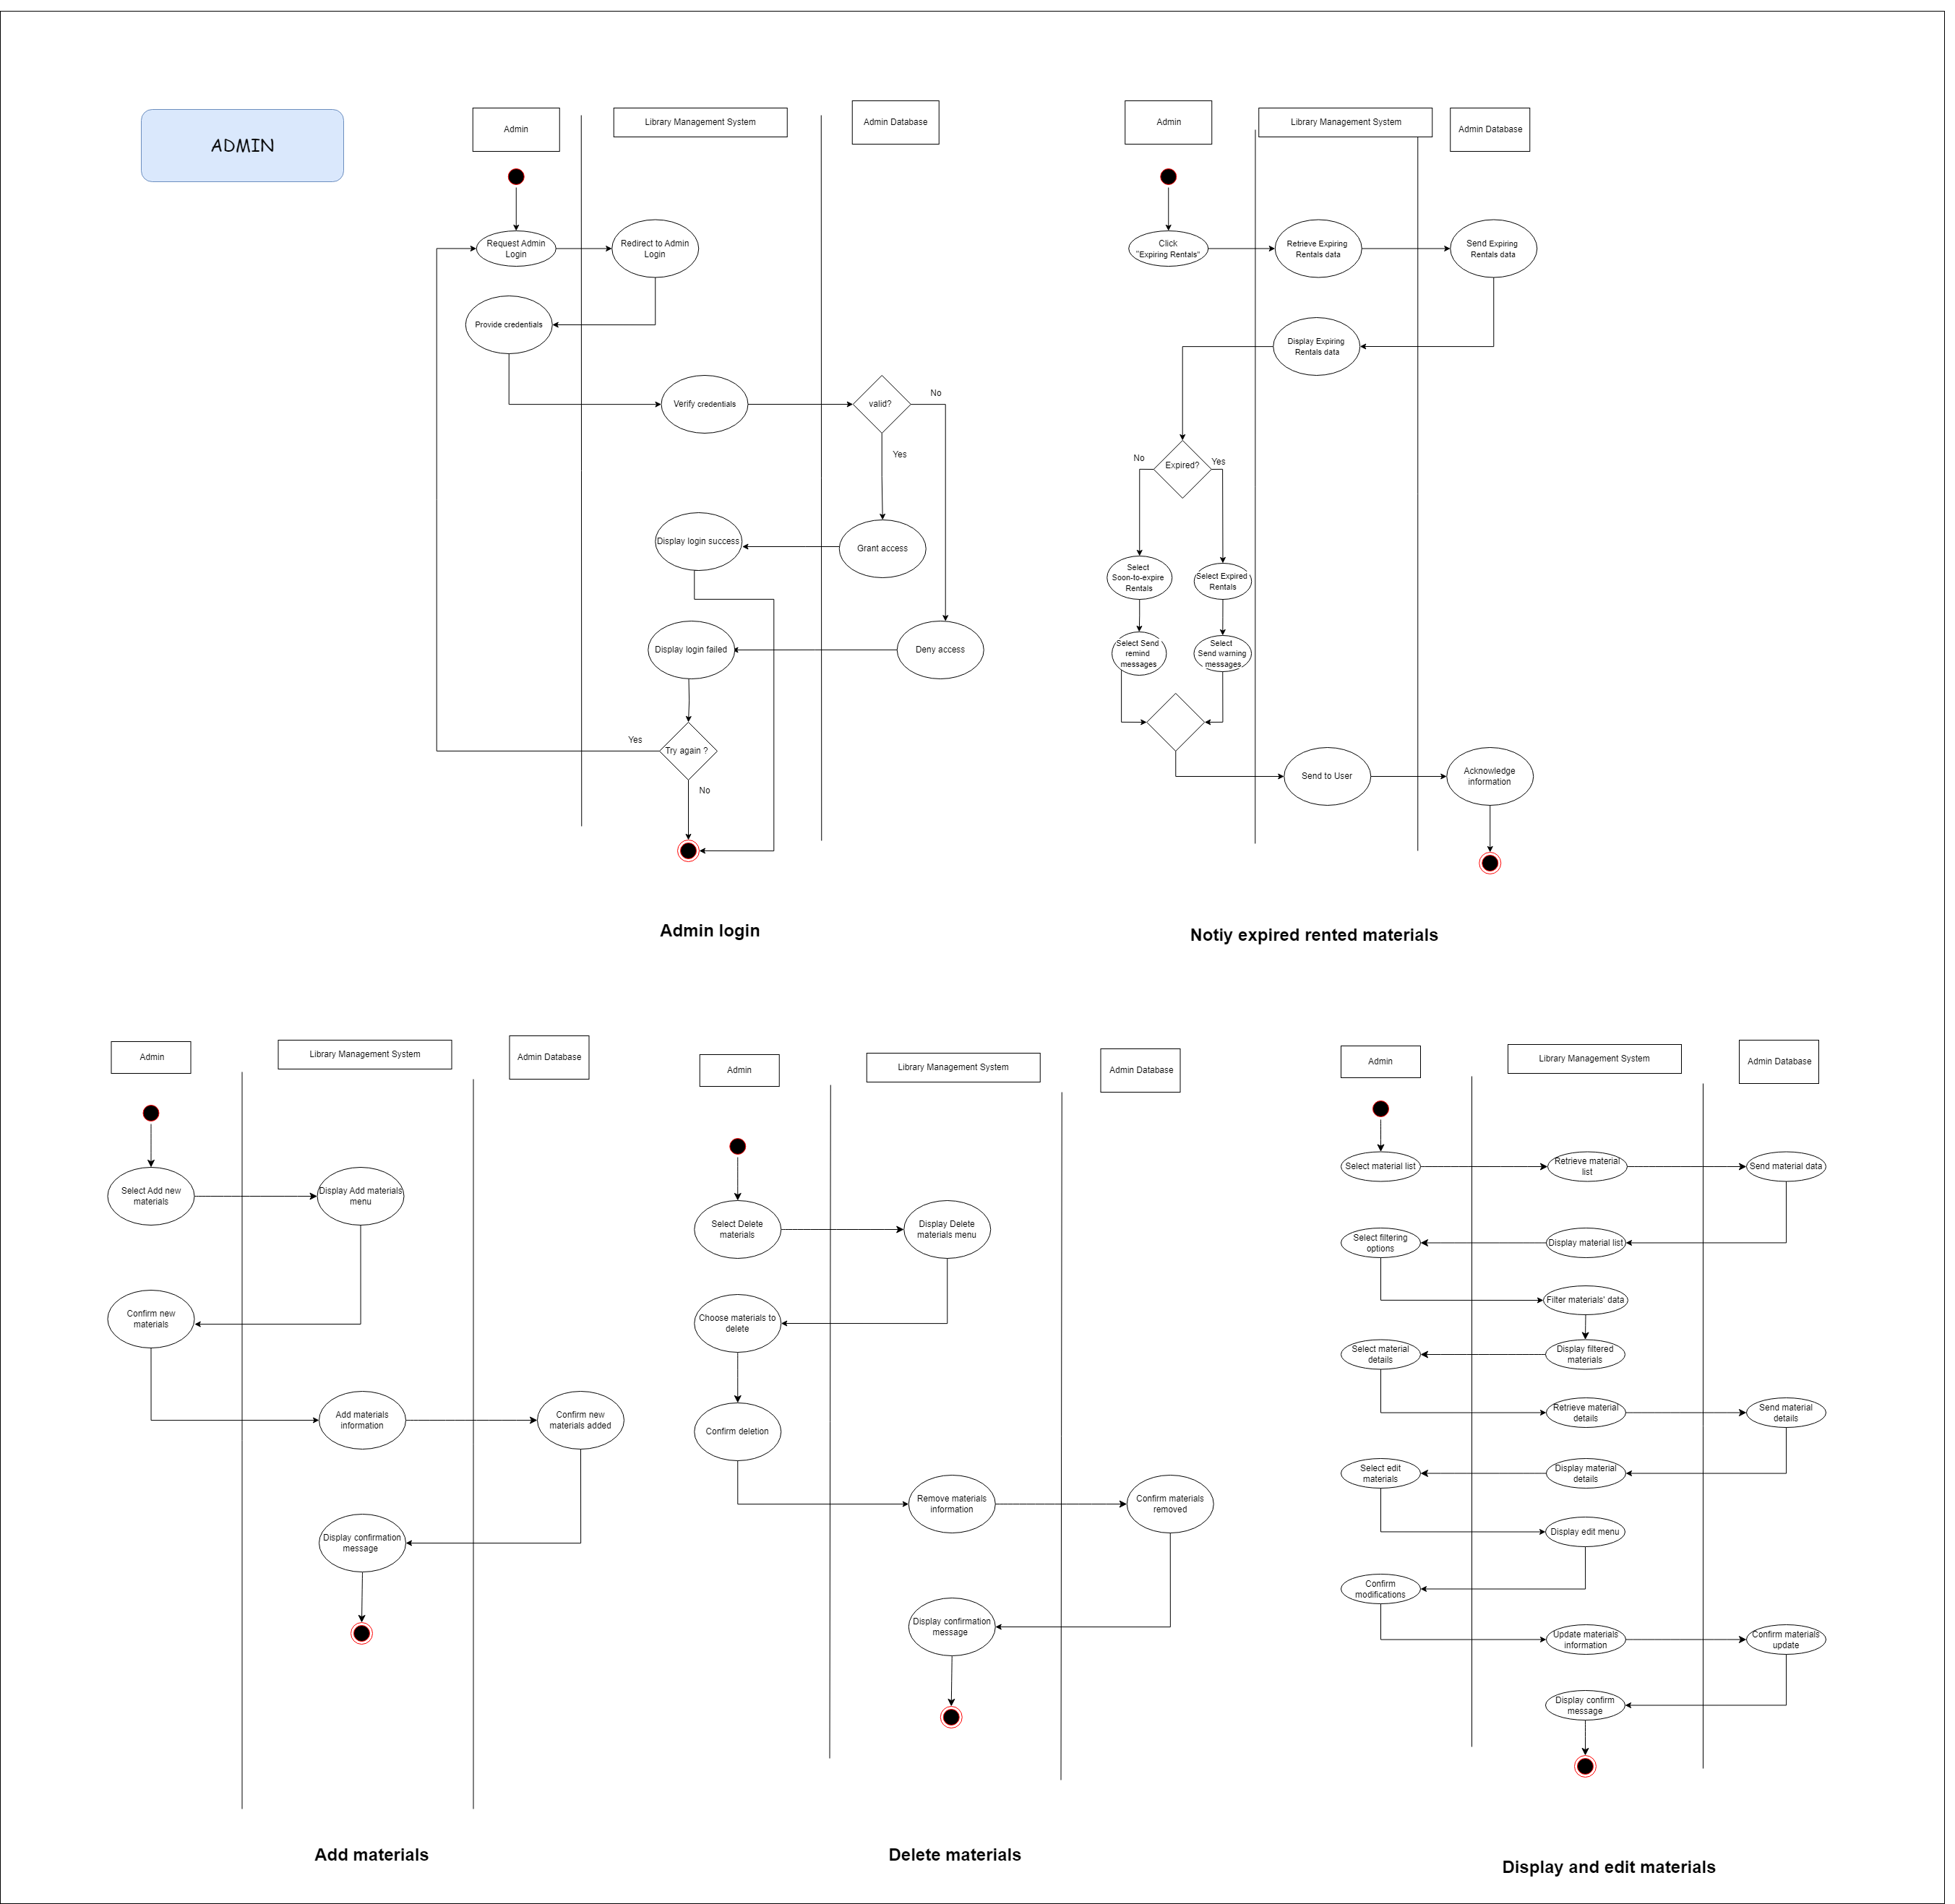 ADMIN
Admin
Library Management System
Admin Database
Request Admin
Login
Redirect to Admin
Login
Provide credentials
Verify credentials
valid?
No
Yes
Display login success
Grant access
Display login failed
Deny access
Try again ?
Yes
No
Admin login
Admin
Library Management System
Admin Database
Click
"Expiring Rentals"
Retrieve Expiring
Rentals data
Send Expiring
Rentals data
Display Expiring
Rentals data
No
Expired?
Yes
Select
Soon-to-expire
Rentals
Select Expired
Rentals
Select Send
remind
messages
Select
Send warning
messages
Send to User
Acknowledge
information
Notiy expired rented materials
Admin
Library Management System
Admin Database
Select Add new
materials
Display Add materials
menu
Confirm new
materials
Add materials
information
Confirm new
materials added
Display confirmation
message
Add materials
Admin
Library Management System
Admin Database
Select Delete
materials
Display Delete
materials menu
Choose materials to
delete
Confirm deletion
Remove materials
information
Confirm materials
removed
Display confirmation
message
Delete materials
Admin
Library Management System
Admin Database
Select material list
Retrieve material
list
Send material data
Select filtering
options
Display material list
Filter materials' data
Select material
details
Display filtered
materials
Retrieve material
details
Send material
details
Select edit
materials
Display material
details
Display edit menu
Confirm
modifications
Update materials
information
Confirm materials
update
Display confirm
message
Display and edit materials